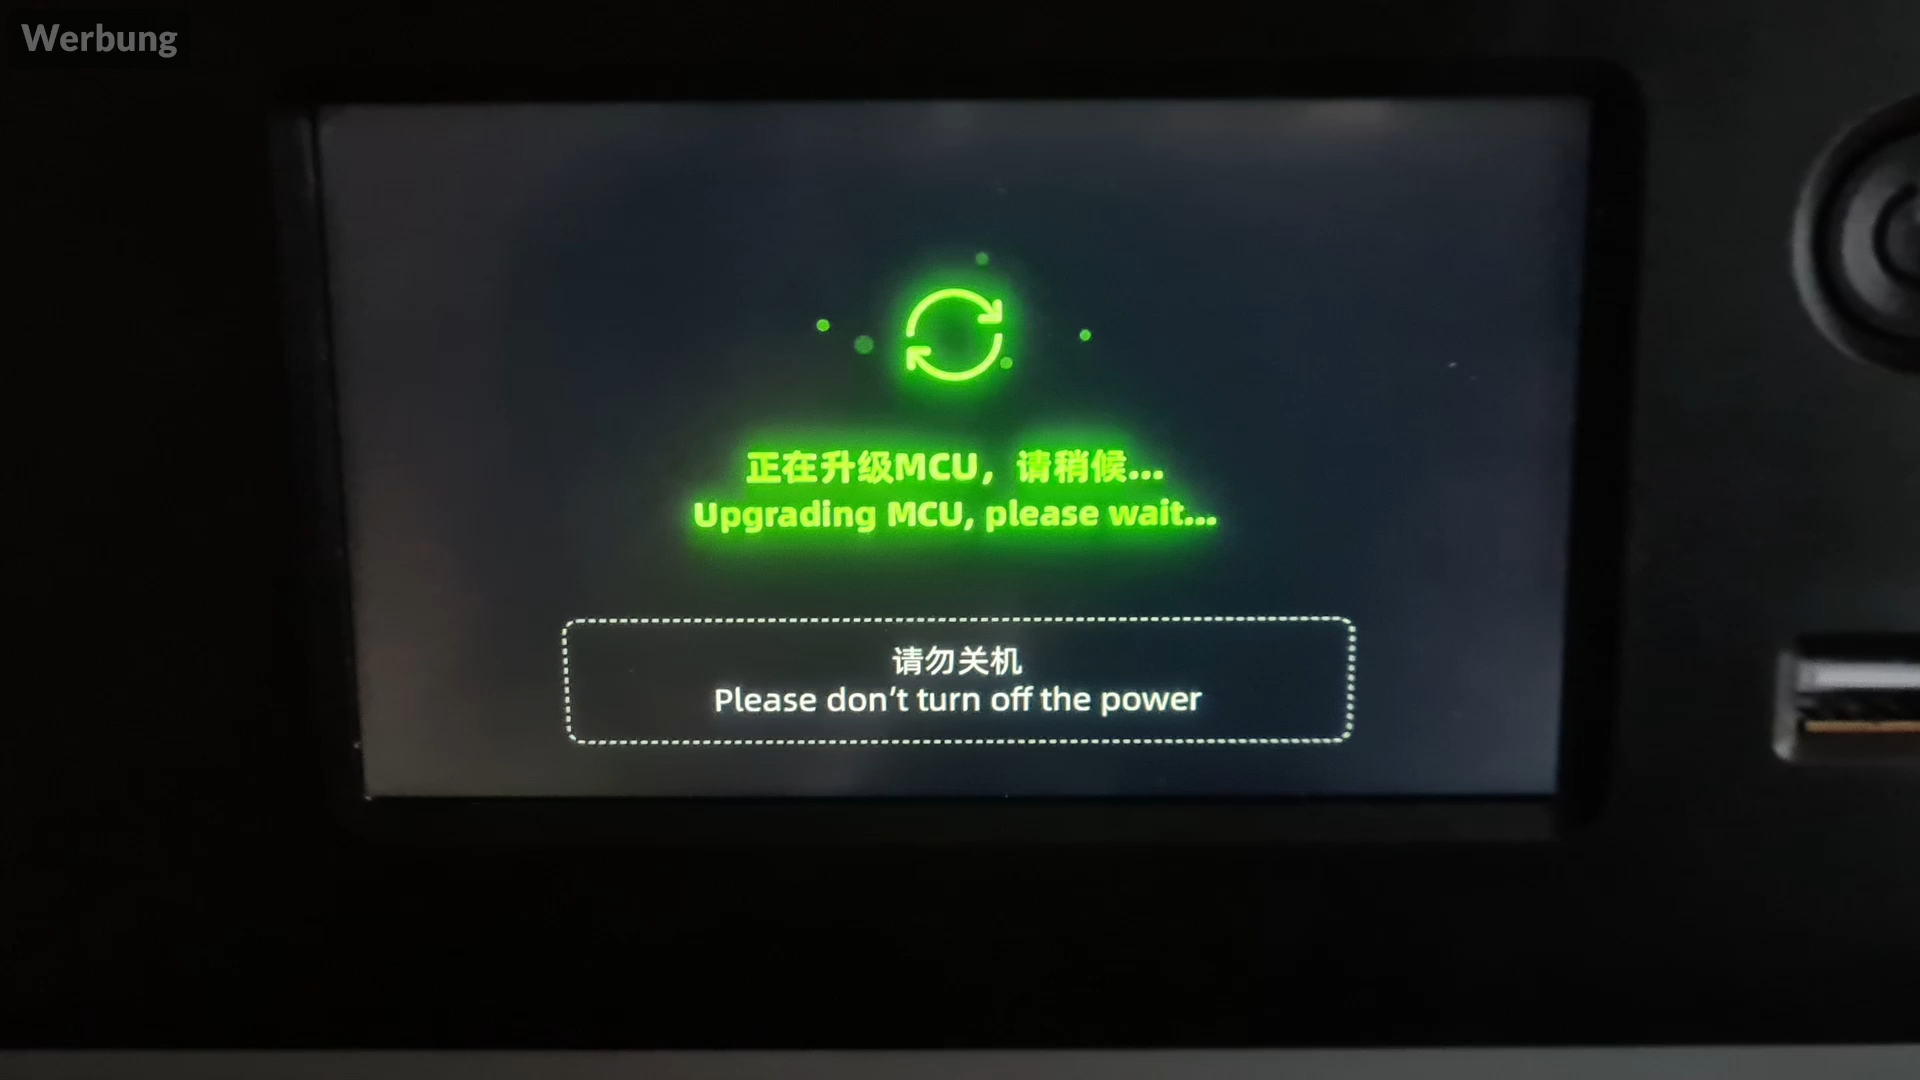 Werbung
正在升级MCU，请稍候...
Upgrading MCU, please wait...
请勿关机
Please don't turn off the power